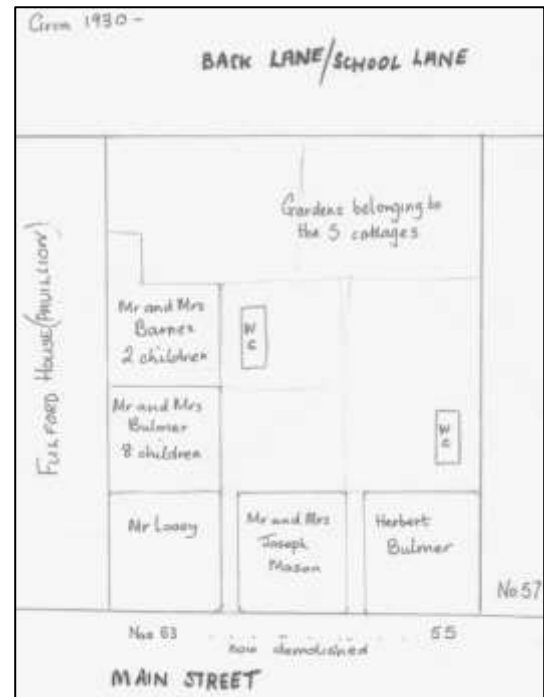 Circa 1930 -
BACK LANE/SCHOOL LANE
Gardens belonging to
the 5 cottages
FULFORD HOUSE (PAVILLION)
Mr and Mrs
Barnes
2 children
W
C
Mr and Mrs
Bulmer
8 children
W
C
Mr
Mr and Mrs
Joseph
Mason
Herbert
Bulmer
No 57
Nos 63
55
now demolished
MAIN STREET